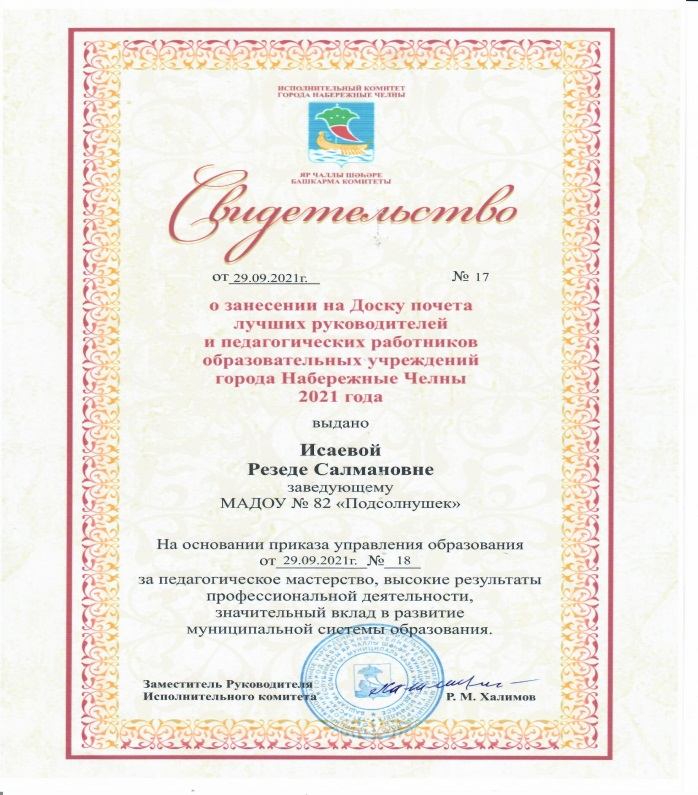 ИСПОЛНИТЕЛЬНЫЙ КОМИТЕТ
ГОРОДА НАБЕРЕЖНЫЕ ЧЕЛНЫ
ЯР ЧАЛЛЫ ШӘҺӘРЕ
БАШКАРМА КОМИТЕТЫ
Свидетельство
от 29.09.2021г. № 17
о занесении на Доску почета
лучших руководителей
и педагогических работников
образовательных учреждений
города Набережные Челны
2021 года
выдано
Исаевой
Резеде Салмановне
заведующему
МАДОУ № 82 «Подсолнушек»
На основании приказа управления образования
от 29.09.2021г. № 18
за педагогическое мастерство, высокие результаты
профессиональной деятельности,
значительный вклад в развитие
муниципальной системы образования.
Заместитель Руководителя
Исполнительного комитета Р. М. Халимов